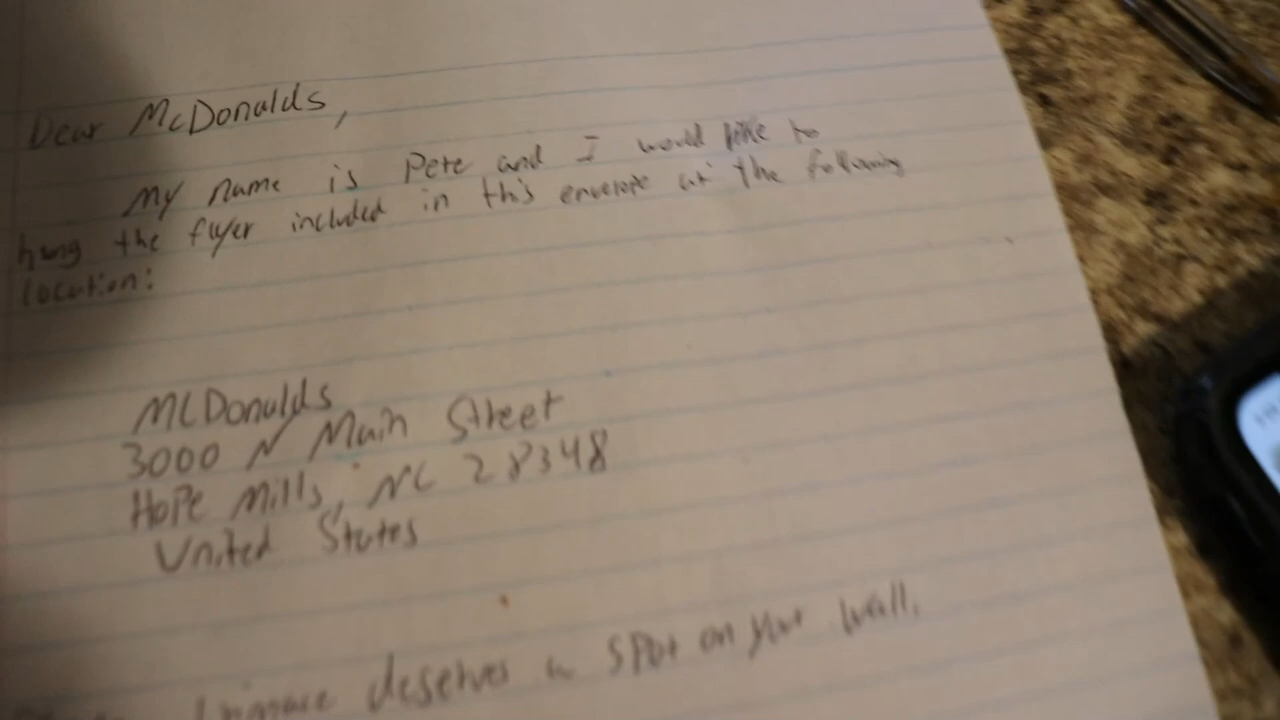 Dear McDonalds,
My name is Pete and I would like to
hang the flyer included in this envelope at the following
location:
McDonalds
3000 N Main Street
Hope Mills, NC 28348
United States
deserves a spot on your wall.